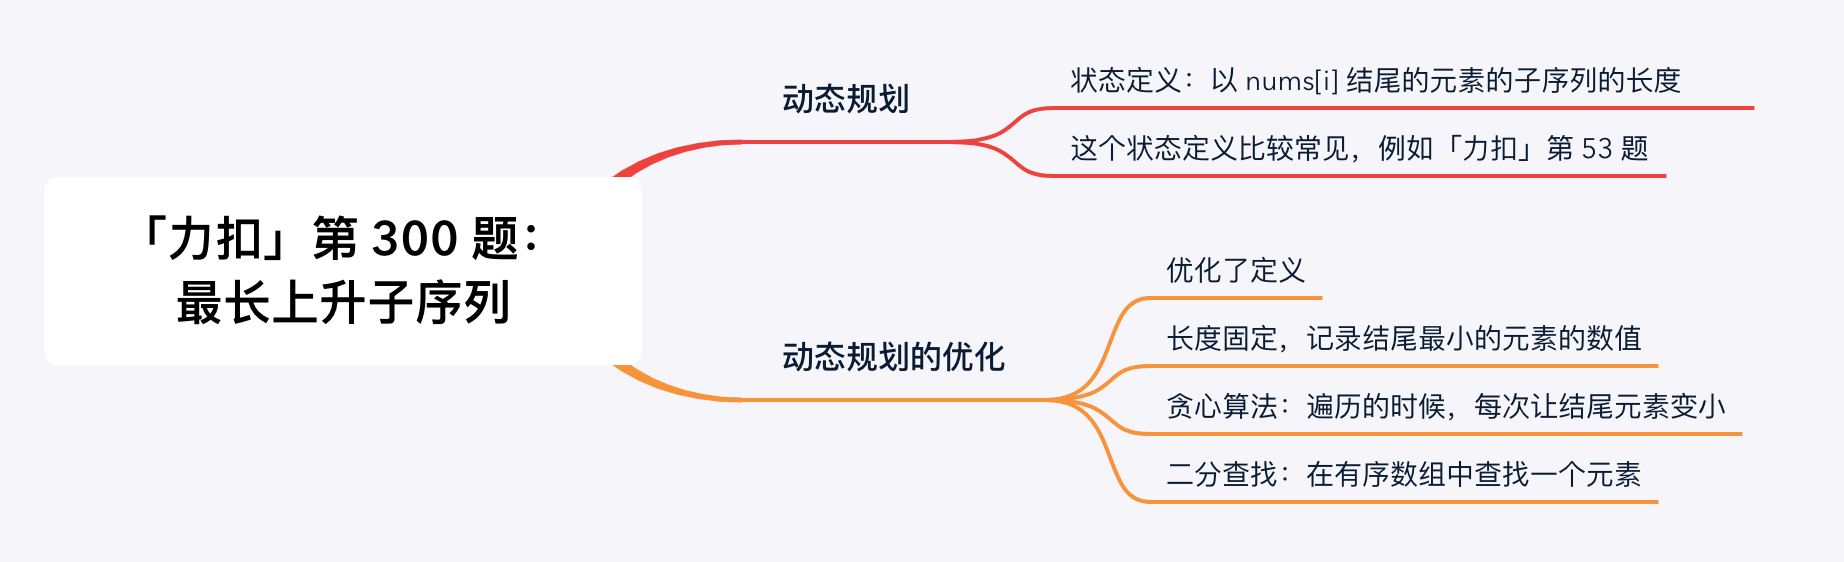 「力扣」第 300 题：
最长上升子序列
动态规划
状态定义：以 nums[i] 结尾的元素的子序列的长度
这个状态定义比较常见，例如「力扣」第 53 题
动态规划的优化
优化了定义
长度固定，记录结尾最小的元素的数值
贪心算法：遍历的时候，每次让结尾元素变小
二分查找：在有序数组中查找一个元素